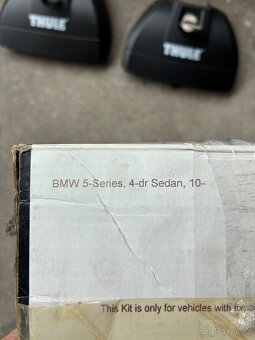 THULE
THULE
BMW 5-Series, 4-dr Sedan, 10-
This Kit is only for vehicles with